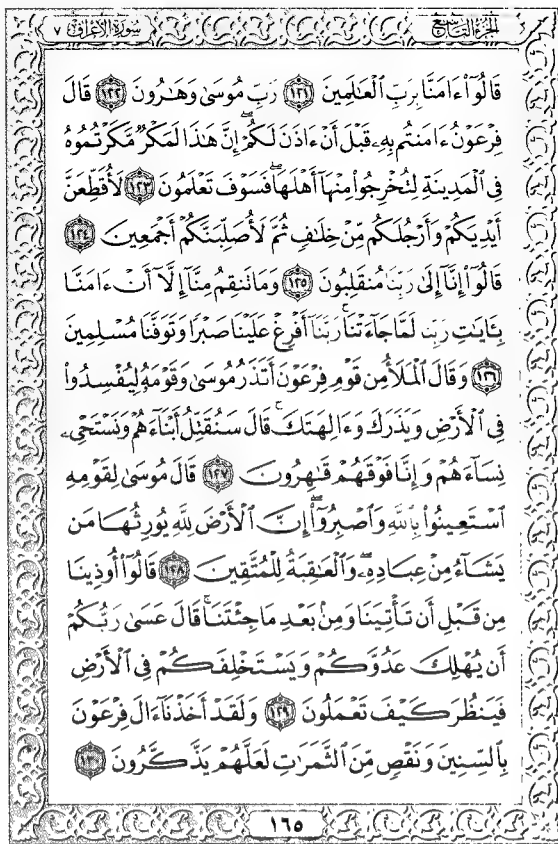 سورة الأعراف ٧
الجزء التاسع
قَالُوٓا۟ ءَامَنَّا بِرَبِّ ٱلْعَٰلَمِينَ ١٢١ رَبِّ مُوسَىٰ وَهَٰرُونَ ١٢٢ قَالَ
فِرْعَوْنُ ءَامَنتُم بِهِۦ قَبْلَ أَنْ ءَاذَنَ لَكُمْ ۖ إِنَّ هَٰذَا لَمَكْرٌ مَّكَرْتُمُوهُ
فِى ٱلْمَدِينَةِ لِتُخْرِجُوا۟ مِنْهَآ أَهْلَهَا ۖ فَسَوْفَ تَعْلَمُونَ ١٢٣ لَأُقَطِّعَنَّ
أَيْدِيَكُمْ وَأَرْجُلَكُم مِّنْ خِلَٰفٍ ثُمَّ لَأُصَلِّبَنَّكُمْ أَجْمَعِينَ ١٢٤
قَالُوٓا۟ إِنَّآ إِلَىٰ رَبِّنَا مُنقَلِبُونَ ١٢٥ وَمَا تَنقِمُ مِنَّآ إِلَّآ أَنْ ءَامَنَّا
بِـَٔايَٰتِ رَبِّنَا لَمَّا جَآءَتْنَا ۚ رَبَّنَآ أَفْرِغْ عَلَيْنَا صَبْرًا وَتَوَفَّنَا مُسْلِمِينَ
١٢٦ وَقَالَ ٱلْمَلَأُ مِن قَوْمِ فِرْعَوْنَ أَتَذَرُ مُوسَىٰ وَقَوْمَهُۥ لِيُفْسِدُوا۟
فِى ٱلْأَرْضِ وَيَذَرَكَ وَءَالِهَتَكَ ۚ قَالَ سَنُقَتِّلُ أَبْنَآءَهُمْ وَنَسْتَحْىِۦ
نِسَآءَهُمْ وَإِنَّا فَوْقَهُمْ قَٰهِرُونَ ١٢٧ قَالَ مُوسَىٰ لِقَوْمِهِ
ٱسْتَعِينُوا۟ بِٱللَّهِ وَٱصْبِرُوٓا۟ ۖ إِنَّ ٱلْأَرْضَ لِلَّهِ يُورِثُهَا مَن
يَشَآءُ مِنْ عِبَادِهِۦ ۖ وَٱلْعَٰقِبَةُ لِلْمُتَّقِينَ ١٢٨ قَالُوٓا۟ أُوذِينَا
مِن قَبْلِ أَن تَأْتِيَنَا وَمِنۢ بَعْدِ مَا جِئْتَنَا ۚ قَالَ عَسَىٰ رَبُّكُمْ
أَن يُهْلِكَ عَدُوَّكُمْ وَيَسْتَخْلِفَكُمْ فِى ٱلْأَرْضِ
فَيَنظُرَ كَيْفَ تَعْمَلُونَ ١٢٩ وَلَقَدْ أَخَذْنَآ ءَالَ فِرْعَوْنَ
بِٱلسِّنِينَ وَنَقْصٍ مِّنَ ٱلثَّمَرَٰتِ لَعَلَّهُمْ يَذَّكَّرُونَ ١٣٠
١٦٥